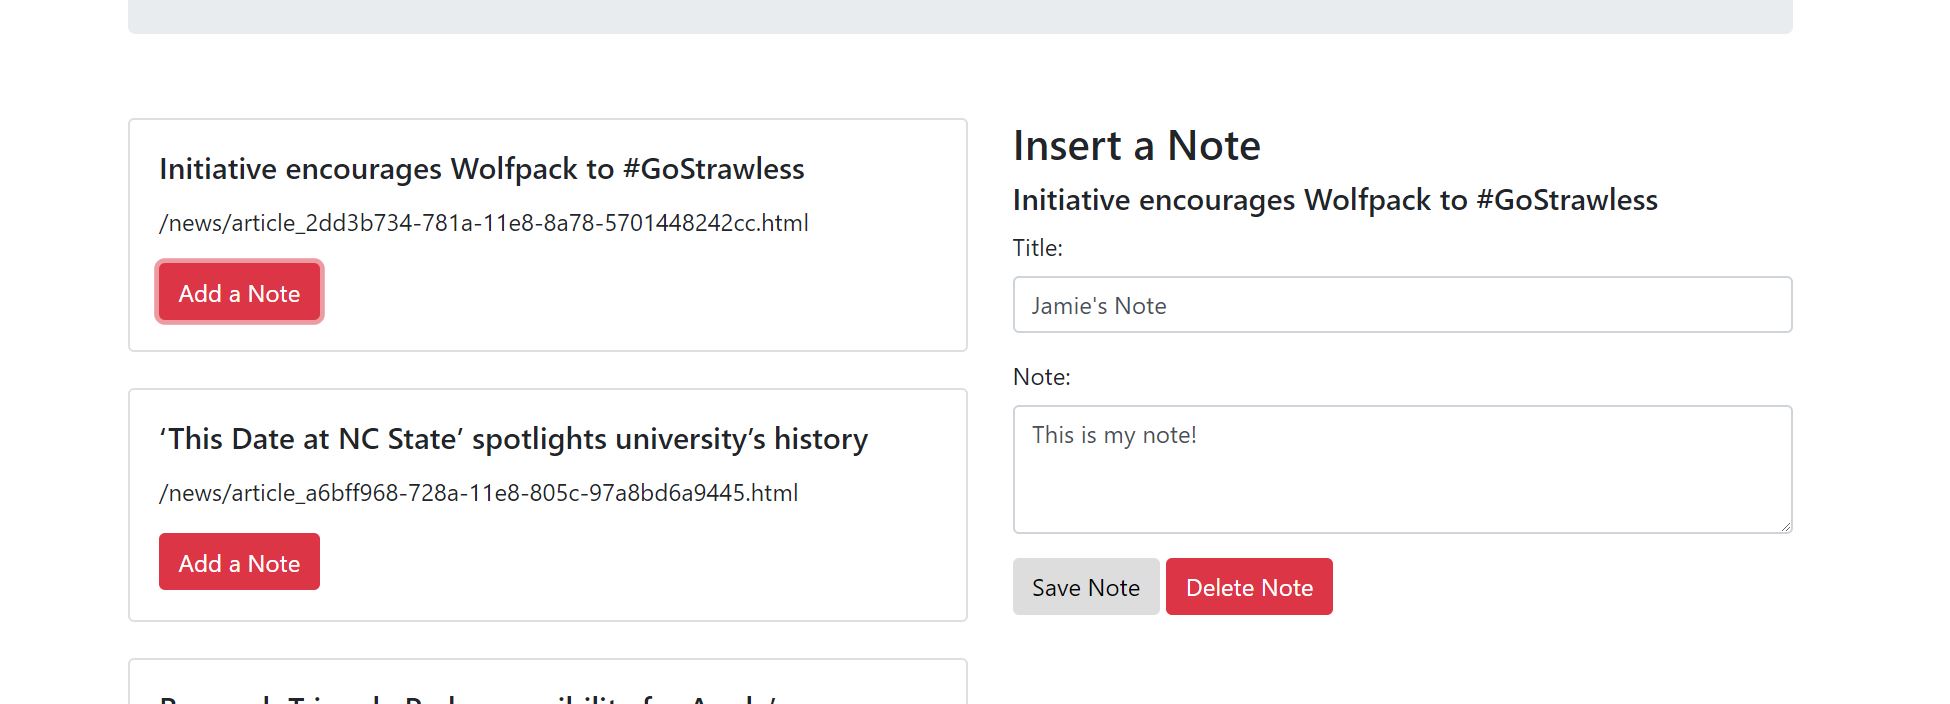 Initiative encourages Wolfpack to #GoStrawless
/news/article_2dd3b734-781a-11e8-8a78-5701448242cc.html
Add a Note
‘This Date at NC State’ spotlights university’s history
/news/article_a6bff968-728a-11e8-805c-97a8bd6a9445.html
Add a Note
Insert a Note
Initiative encourages Wolfpack to #GoStrawless
Title:
Jamie's Note
Note:
This is my note!
Save Note Delete Note